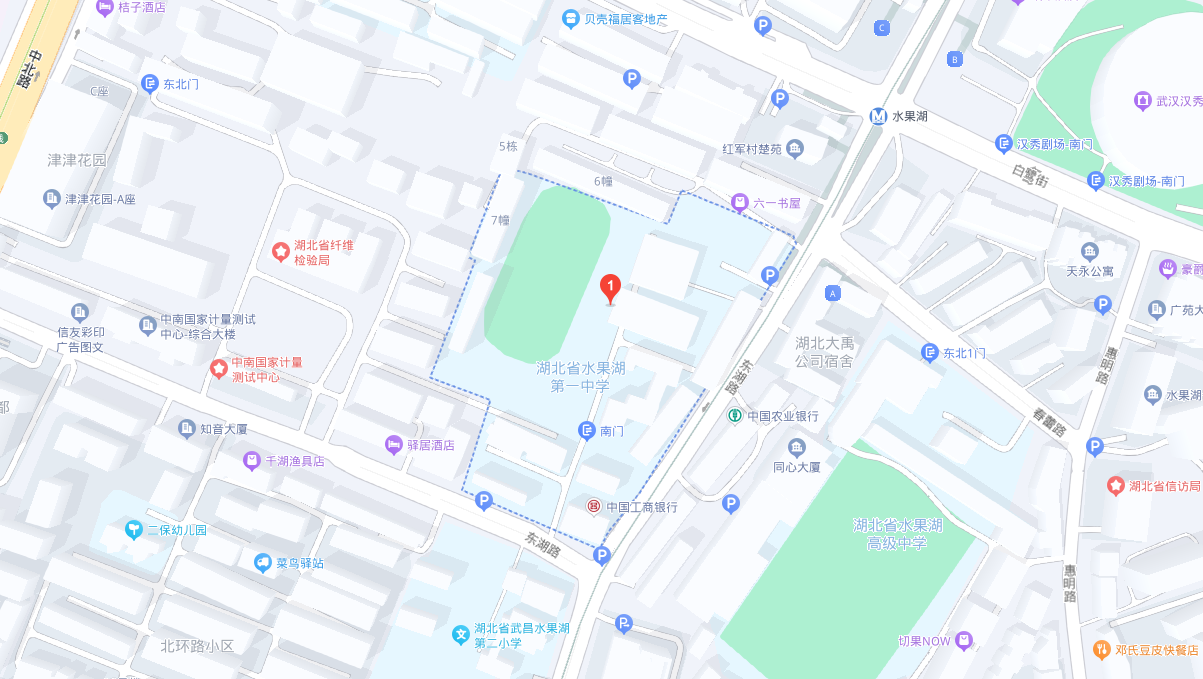 桔子酒店
贝壳福居客地产
P
C
中北路
B
东北门
P
C座
P
武汉汉秀
M
水果湖
汉秀剧场-南门
5栋
红军村楚苑
津津花园
白鹭街
6幢
汉秀剧场-南门
津津花园-A座
六一书屋
7幢
湖北省纤维
检验局
天永公寓
豪爵
P
1
A
P
广苑大
信友彩印
广告图文
中南国家计量测试
中心-综合大楼
湖北大禹
公司宿舍
东北1门
中南国家计量
测试中心
湖北省水果湖
第一中学
东湖路
惠明路
水果湖
都
中国农业银行
知音大厦
南门
春蕾路
驿居酒店
P
千湖渔具店
同心大厦
湖北省信访局
P
中国工商银行
P
二保幼儿园
湖北省水果湖
高级中学
东湖路
P
菜鸟驿站
惠明路
P
文
湖北省武昌水果湖
第二小学
北环路小区
切果NOW
邓氏豆皮快餐店